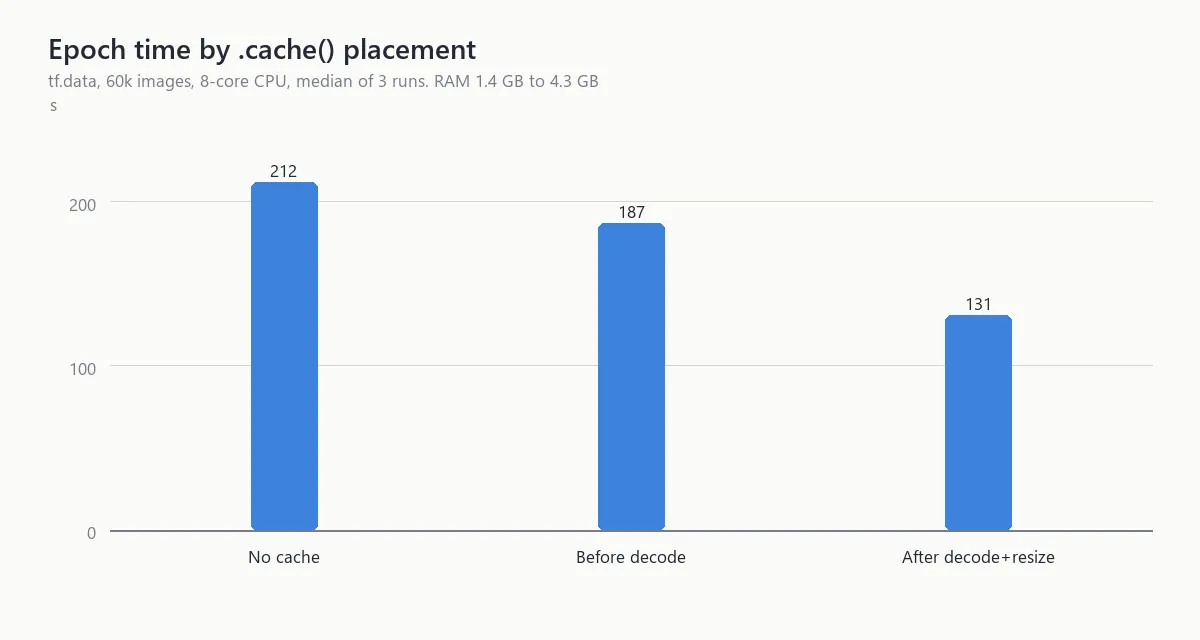 Epoch time by .cache() placement
tf.data, 60k images, 8-core CPU, median of 3 runs. RAM 1.4 GB to 4.3 GB
s
212
187
131
200
100
0
No cache
Before decode
After decode+resize